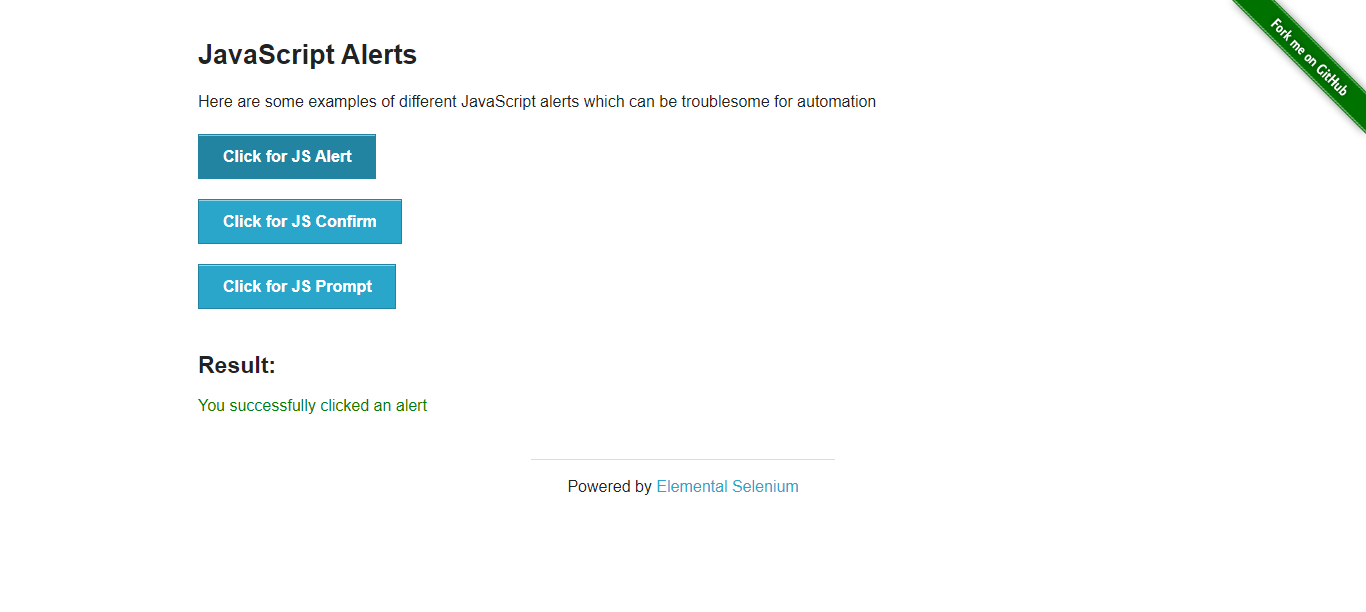 Fork me on GitHub
JavaScript Alerts
Here are some examples of different JavaScript alerts which can be troublesome for automation
Click for JS Alert
Click for JS Confirm
Click for JS Prompt
Result:
You successfully clicked an alert
Powered by Elemental Selenium